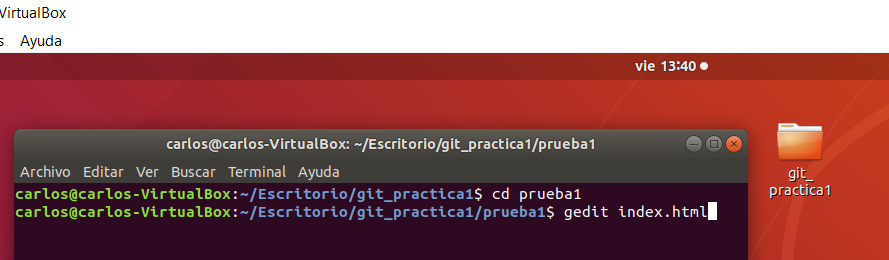 VirtualBox
s Ayuda
vie 13:40
carlos@carlos-VirtualBox: ~/Escritorio/git_practica1/prueba1
Archivo Editar Ver Buscar Terminal Ayuda
carlos@carlos-VirtualBox:~/Escritorio/git_practica1$ cd prueba1
carlos@carlos-VirtualBox:~/Escritorio/git_practica1/prueba1$ gedit index.html
git_
practica1